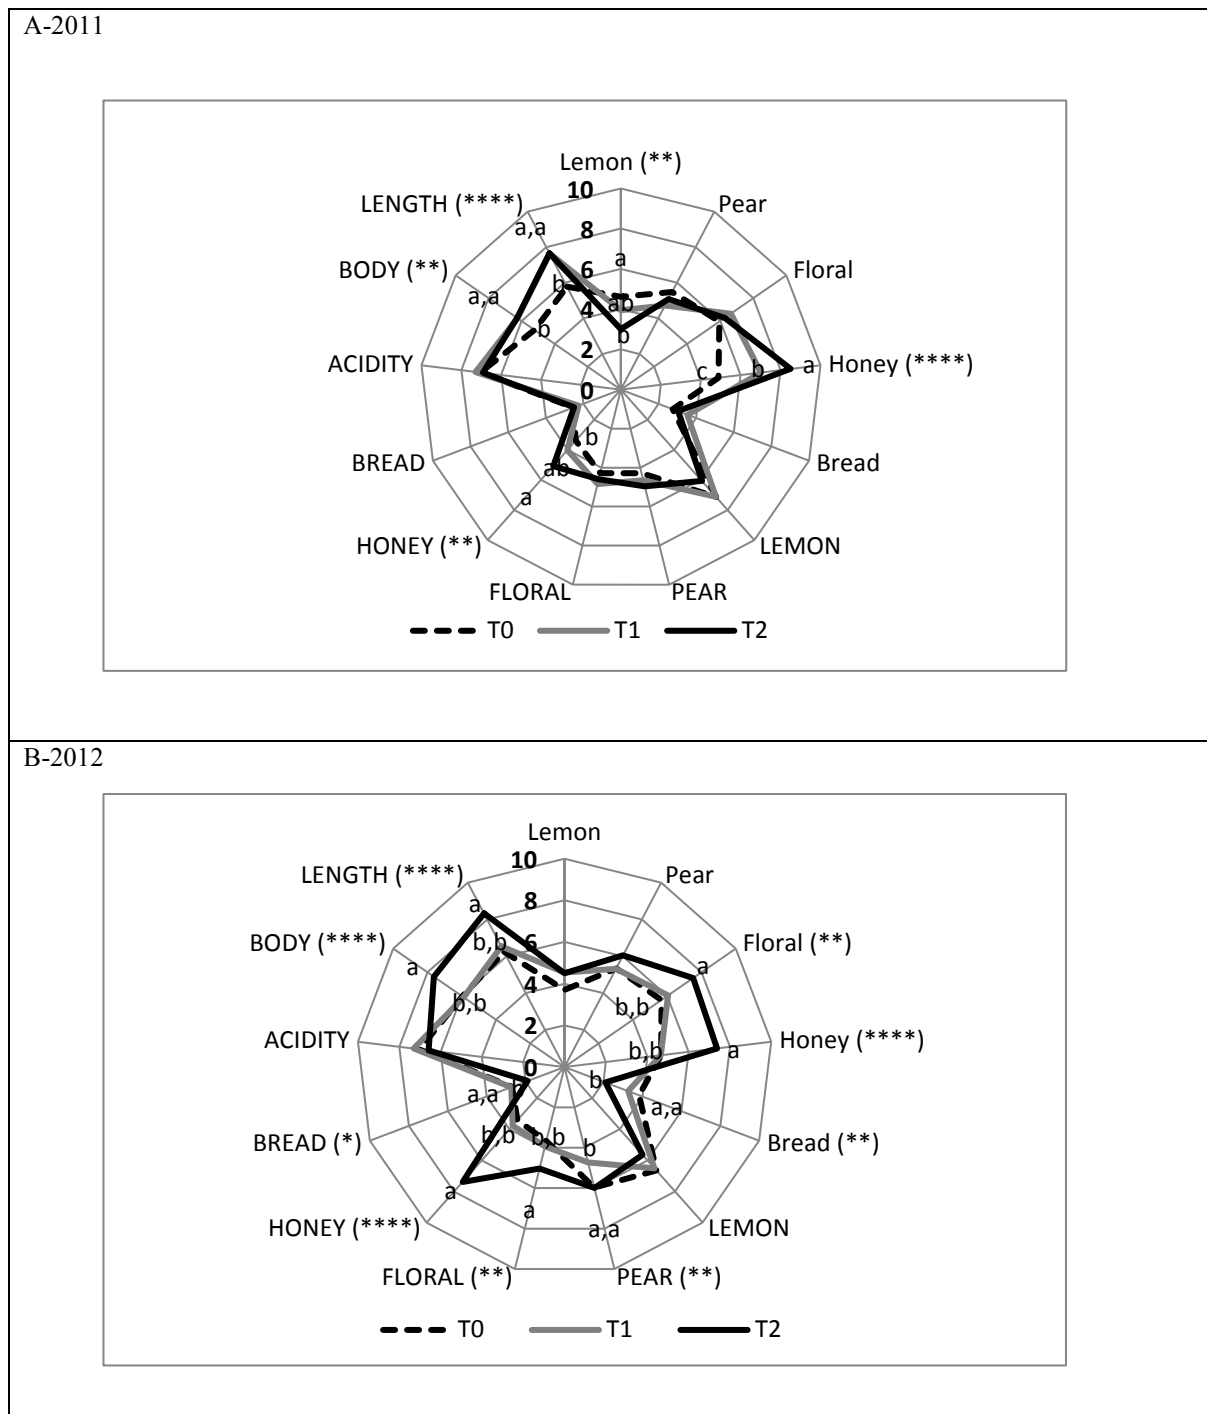 A-2011
Lemon (**)
10
LENGTH (****)
Pear
a,a
8
BODY (**)
a
Floral
6
a,a
b
4
ab
b
b
2
ACIDITY
c
b
a
Honey (****)
0
BREAD
b
Bread
ab
a
HONEY (**)
LEMON
FLORAL
PEAR
T0
T1
T2
B-2012
Lemon
10
LENGTH (****)
Pear
a
8
BODY (****)
b,b
6
Floral (**)
a
a
4
b,b
b,b
2
ACIDITY
b,b
a
Honey (****)
0
b
b
a,a
a,a
BREAD (*)
b,b
b,b
b
Bread (**)
a
HONEY (****)
a
a,a
LEMON
FLORAL (**)
PEAR (**)
T0
T1
T2